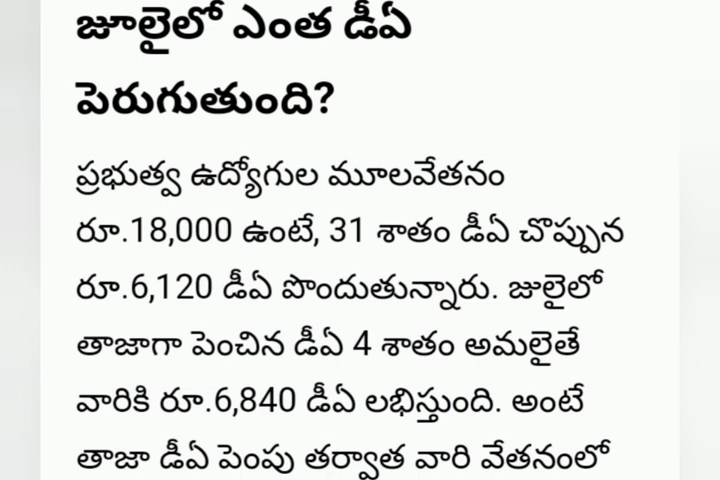 జూలైలో ఎంత డీఏ
పెరుగుతుంది?
ప్రభుత్వ ఉద్యోగుల మూలవేతనం
రూ.18,000 ఉంటే, 31 శాతం డీఏ చొప్పున
రూ.6,120 డీఏ పొందుతున్నారు. జులైలో
తాజాగా పెంచిన డీఏ 4 శాతం అమలైతే
వారికి రూ.6,840 డీఏ లభిస్తుంది. అంటే
తాజా డీఏ పెంపు తర్వాత వారి వేతనంలో